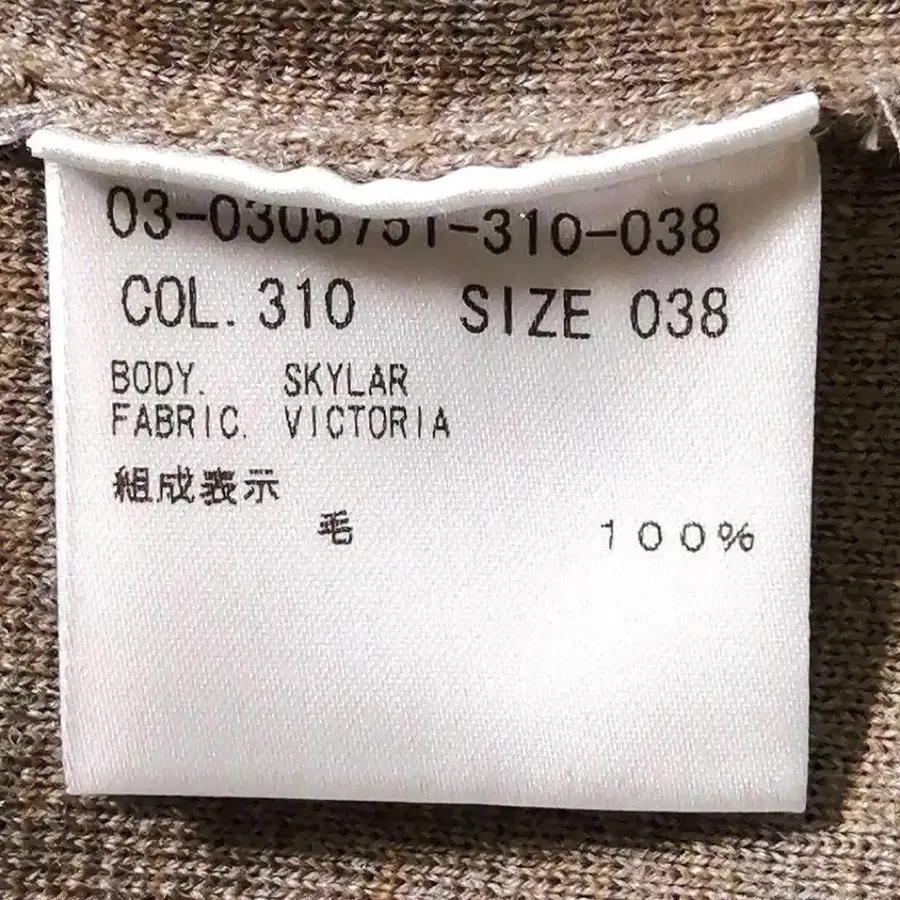 03-0305751-310-038
COL. 310 SIZE 038
BODY. SKYLAR
FABRIC. VICTORIA
組成表示
毛 100%